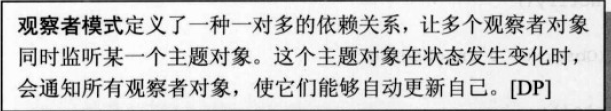 观察者模式定义了一种一对多的依赖关系，让多个观察者对象
同时监听某一个主题对象。这个主题对象在状态发生变化时，
会通知所有观察者对象，使它们能够自动更新自己。[DP]